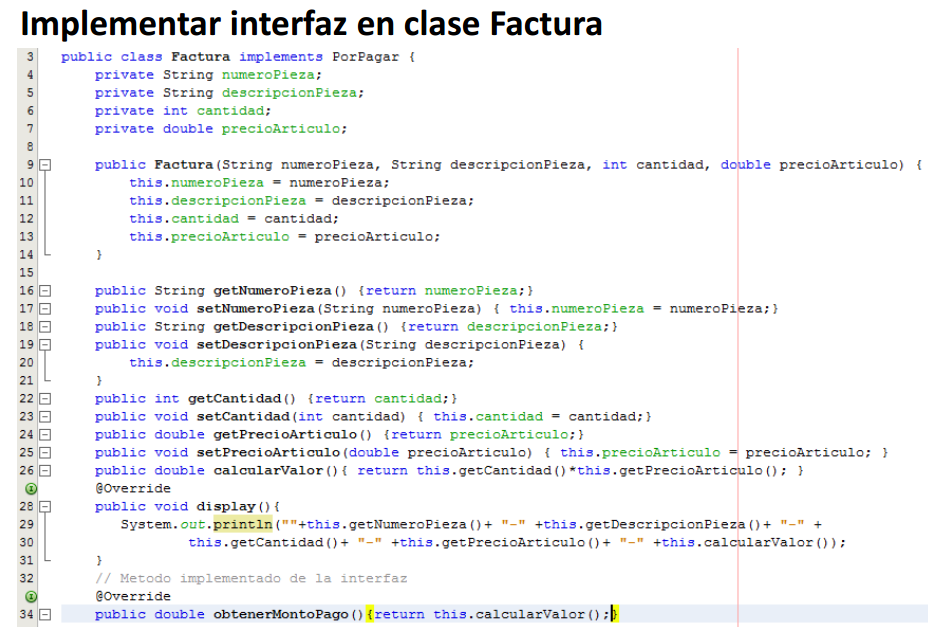 Implementar interfaz en clase Factura
3 public class Factura implements PorPagar {
4 private String numeroPieza;
5 private String descripcionPieza;
6 private int cantidad;
7 private double precioArticulo;
8
9 public Factura(String numeroPieza, String descripcionPieza, int cantidad, double precioArticulo) {
10 this.numeroPieza = numeroPieza;
11 this.descripcionPieza = descripcionPieza;
12 this.cantidad = cantidad;
13 this.precioArticulo = precioArticulo;
14 }
15
16 public String getNumeroPieza() {return numeroPieza;}
17 public void setNumeroPieza(String numeroPieza) { this.numeroPieza = numeroPieza;}
18 public String getDescripcionPieza() {return descripcionPieza;}
19 public void setDescripcionPieza(String descripcionPieza) {
20 this.descripcionPieza = descripcionPieza;
21 }
22 public int getCantidad() {return cantidad;}
23 public void setCantidad(int cantidad) { this.cantidad = cantidad;}
24 public double getPrecioArticulo() {return precioArticulo;}
25 public void setPrecioArticulo(double precioArticulo) { this.precioArticulo = precioArticulo; }
26 public double calcularValor(){ return this.getCantidad()*this.getPrecioArticulo(); }
@Override
28 public void display(){
29 System.out.println(""+this.getNumeroPieza()+ "-" +this.getDescripcionPieza()+ "-" +
30 this.getCantidad()+ "-" +this.getPrecioArticulo()+ "-" +this.calcularValor());
31 }
32 // Metodo implementado de la interfaz
@Override
34 public double obtenerMontoPago(){return this.calcularValor();}